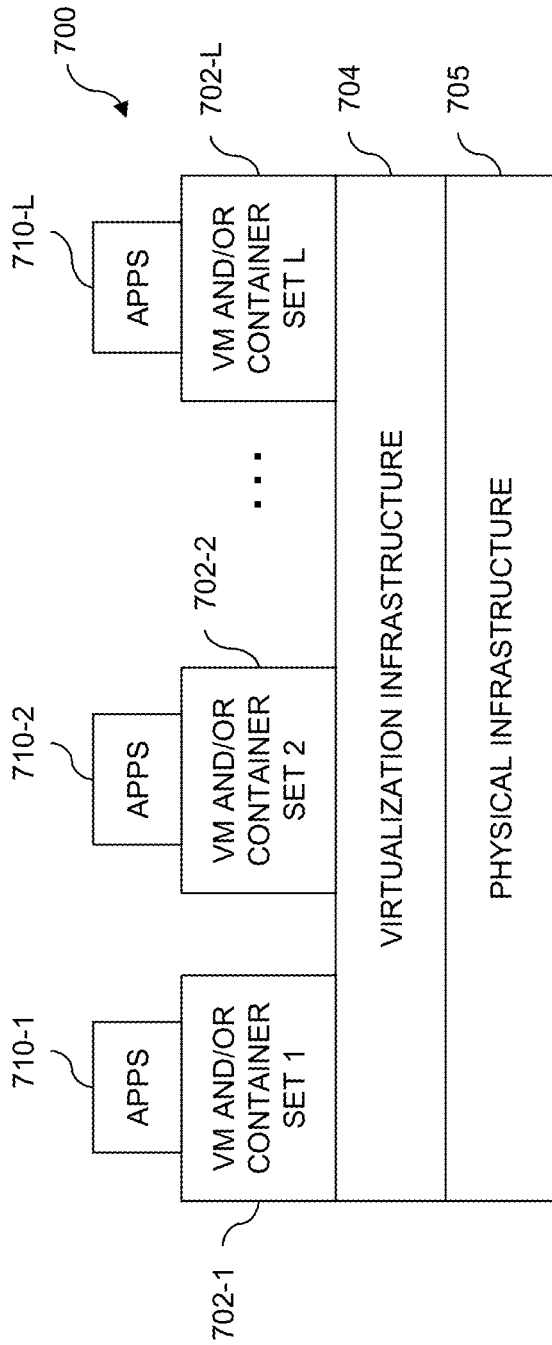 700
710-1
710-2
710-L
APPS
APPS
APPS
702-1
VM AND/OR
CONTAINER
SET 1
VM AND/OR
CONTAINER
SET 2
702-2
...
VM AND/OR
CONTAINER
SET L
702-L
VIRTUALIZATION INFRASTRUCTURE
704
PHYSICAL INFRASTRUCTURE
705